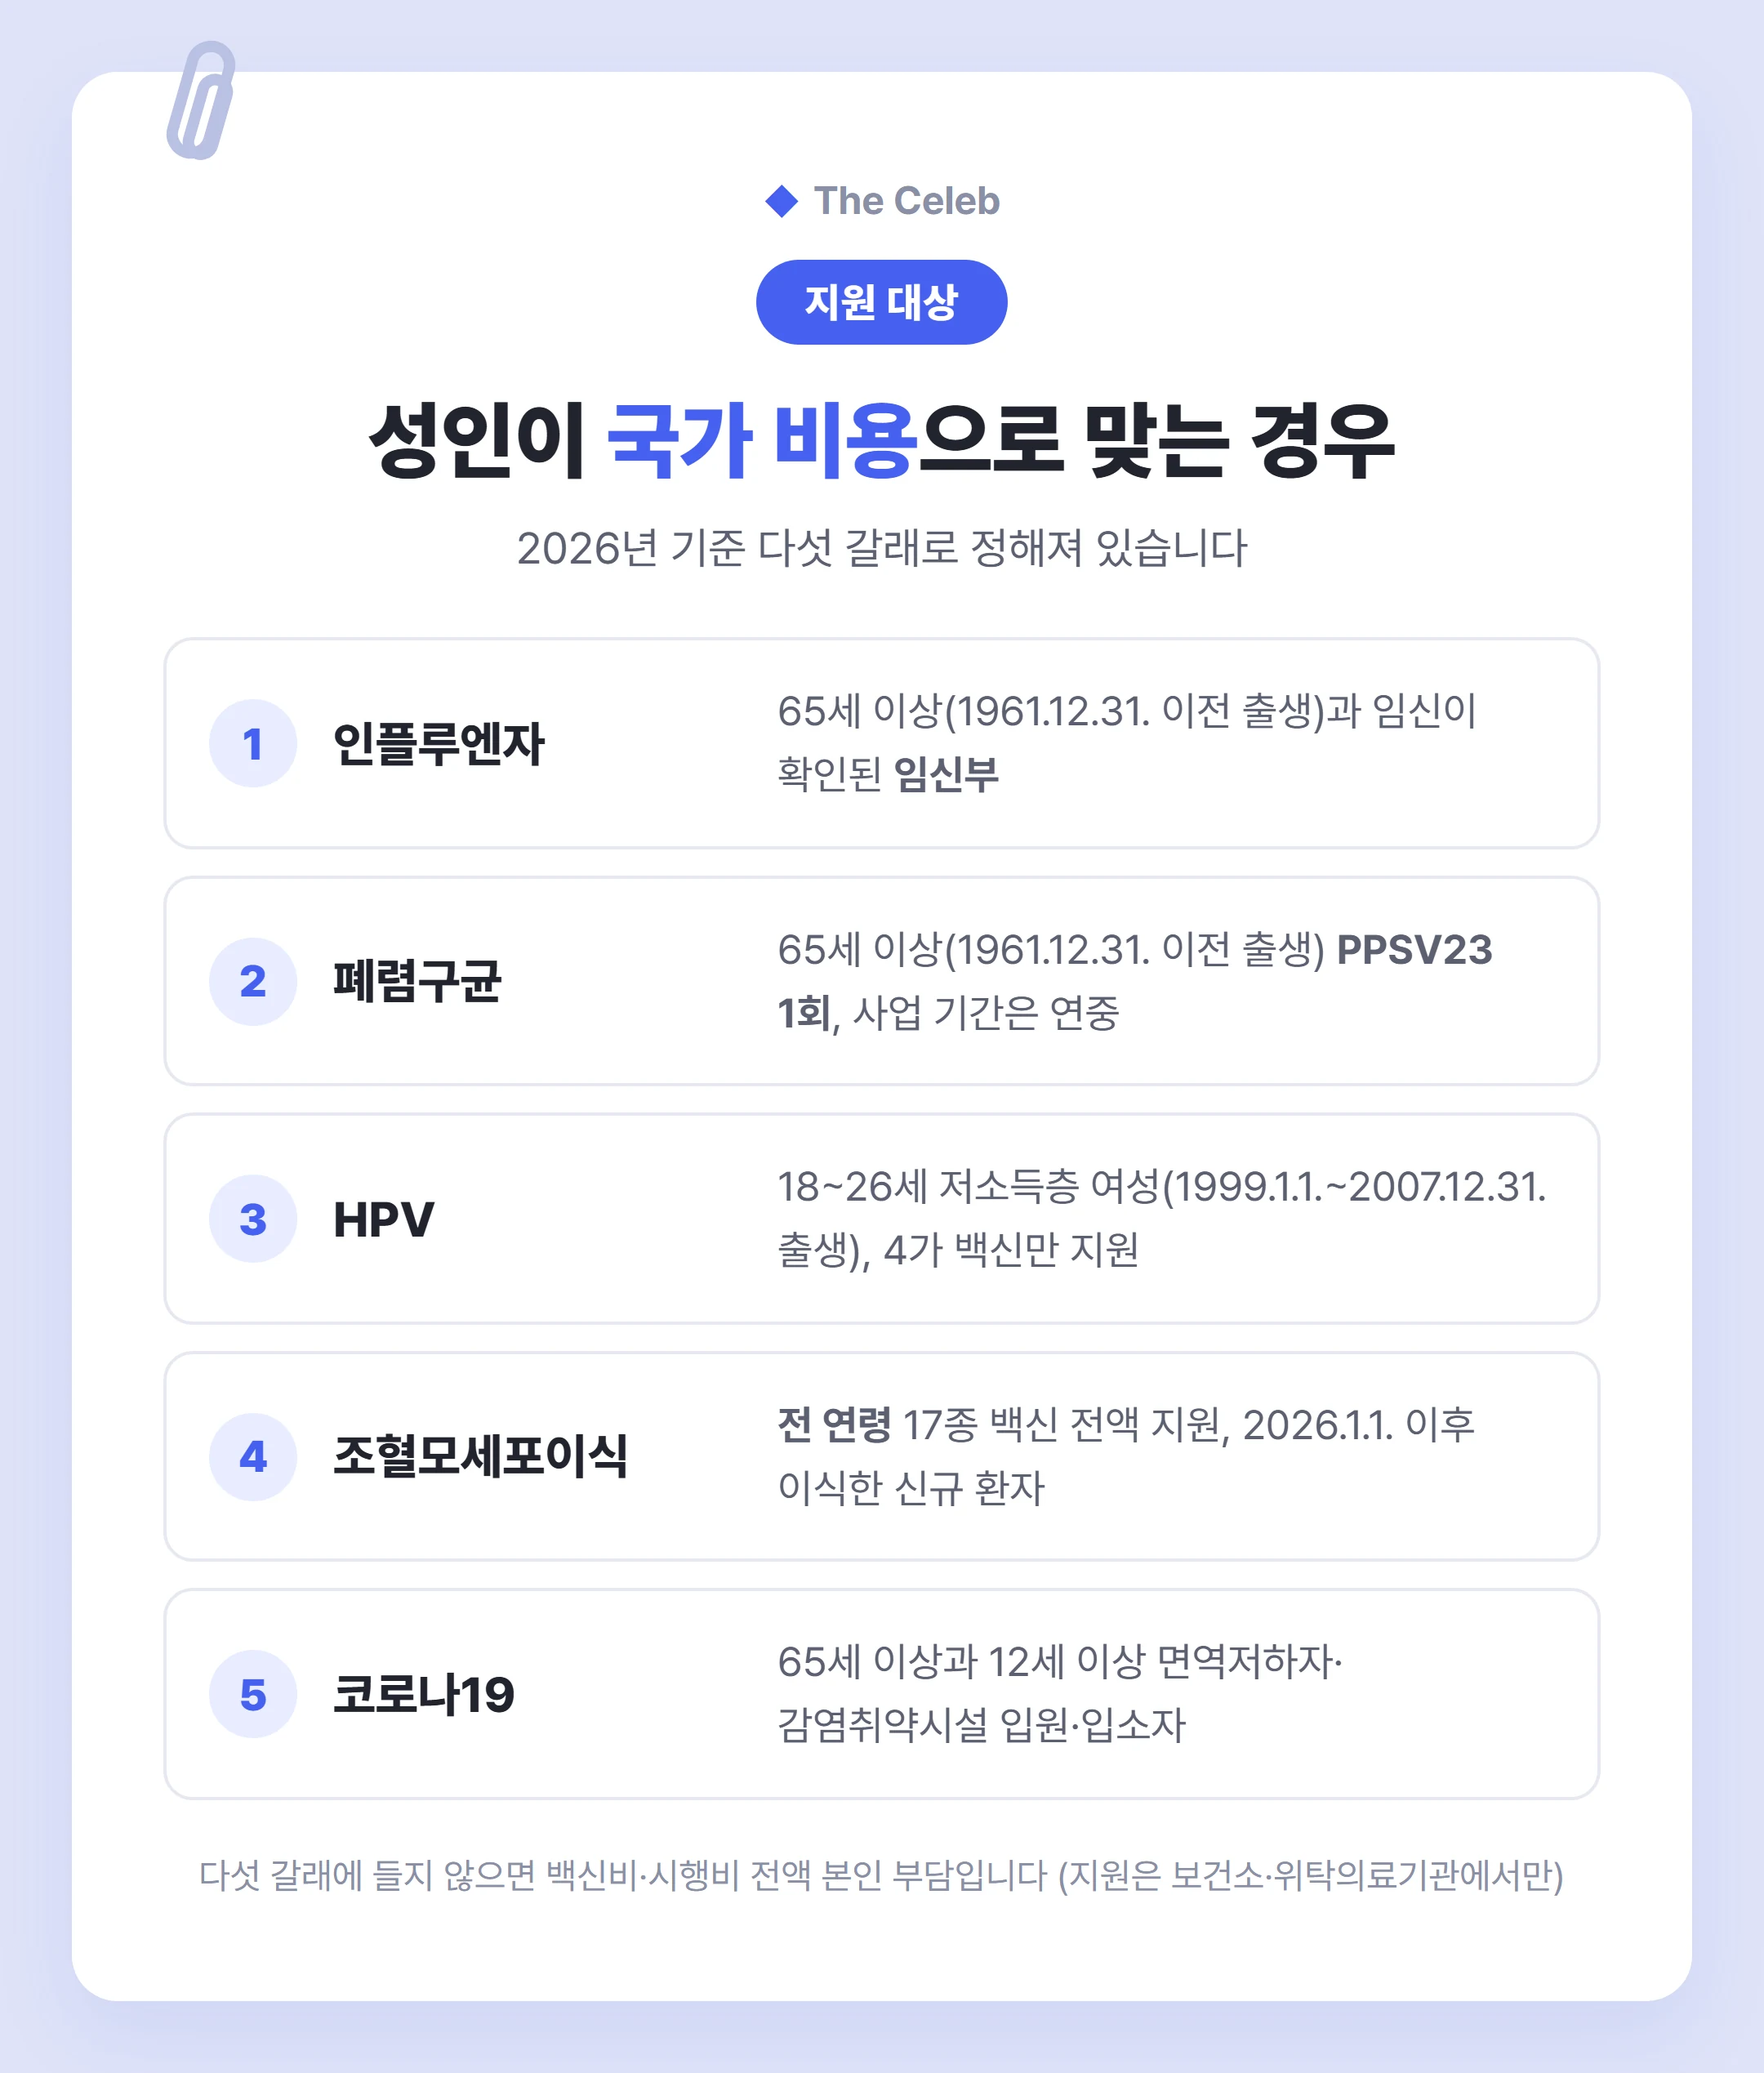 The Celeb
지원 대상
성인이 국가 비용으로 맞는 경우
2026년 기준 다섯 갈래로 정해져 있습니다
1 인플루엔자
65세 이상(1961.12.31. 이전 출생)과 임신이
확인된 임신부
2 폐렴구균
65세 이상(1961.12.31. 이전 출생) PPSV23
1회, 사업 기간은 연중
3 HPV
18~26세 저소득층 여성(1999.1.1.~2007.12.31.
출생), 4가 백신만 지원
4 조혈모세포이식
전 연령 17종 백신 전액 지원, 2026.1.1. 이후
이식한 신규 환자
5 코로나19
65세 이상과 12세 이상 면역저하자·
감염취약시설 입원·입소자
다섯 갈래에 들지 않으면 백신비·시행비 전액 본인 부담입니다 (지원은 보건소·위탁의료기관에서만)